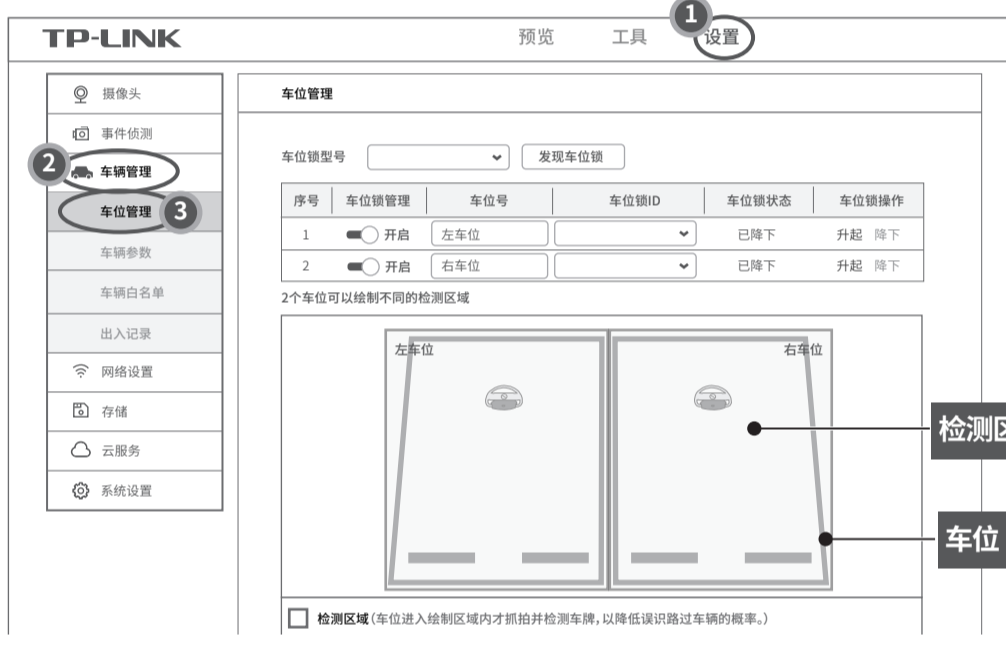 1
TP-LINK 预览 工具 设置
摄像头
事件侦测
2 车辆管理
车位管理 3
车辆参数
车辆白名单
出入记录
网络设置
存储
云服务
系统设置
车位管理
车位锁型号 发现车位锁
序号 车位锁管理 车位号 车位锁ID 车位锁状态 车位锁操作
1 开启 左车位 已降下 升起 降下
2 开启 右车位 已降下 升起 降下
2个车位可以绘制不同的检测区域
左车位 右车位
检测区
车位
检测区域(车位进入绘制区域内才抓拍并检测车牌,以降低误识路过车辆的概率。)